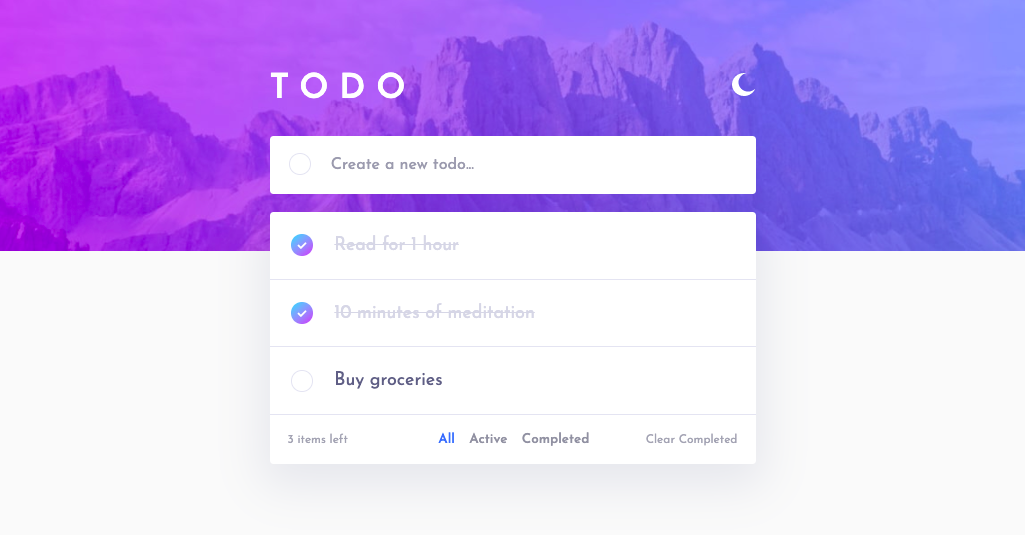 TODO
Create a new todo...
Read for 1 hour
10 minutes of meditation
Buy groceries
3 items left All Active Completed Clear Completed